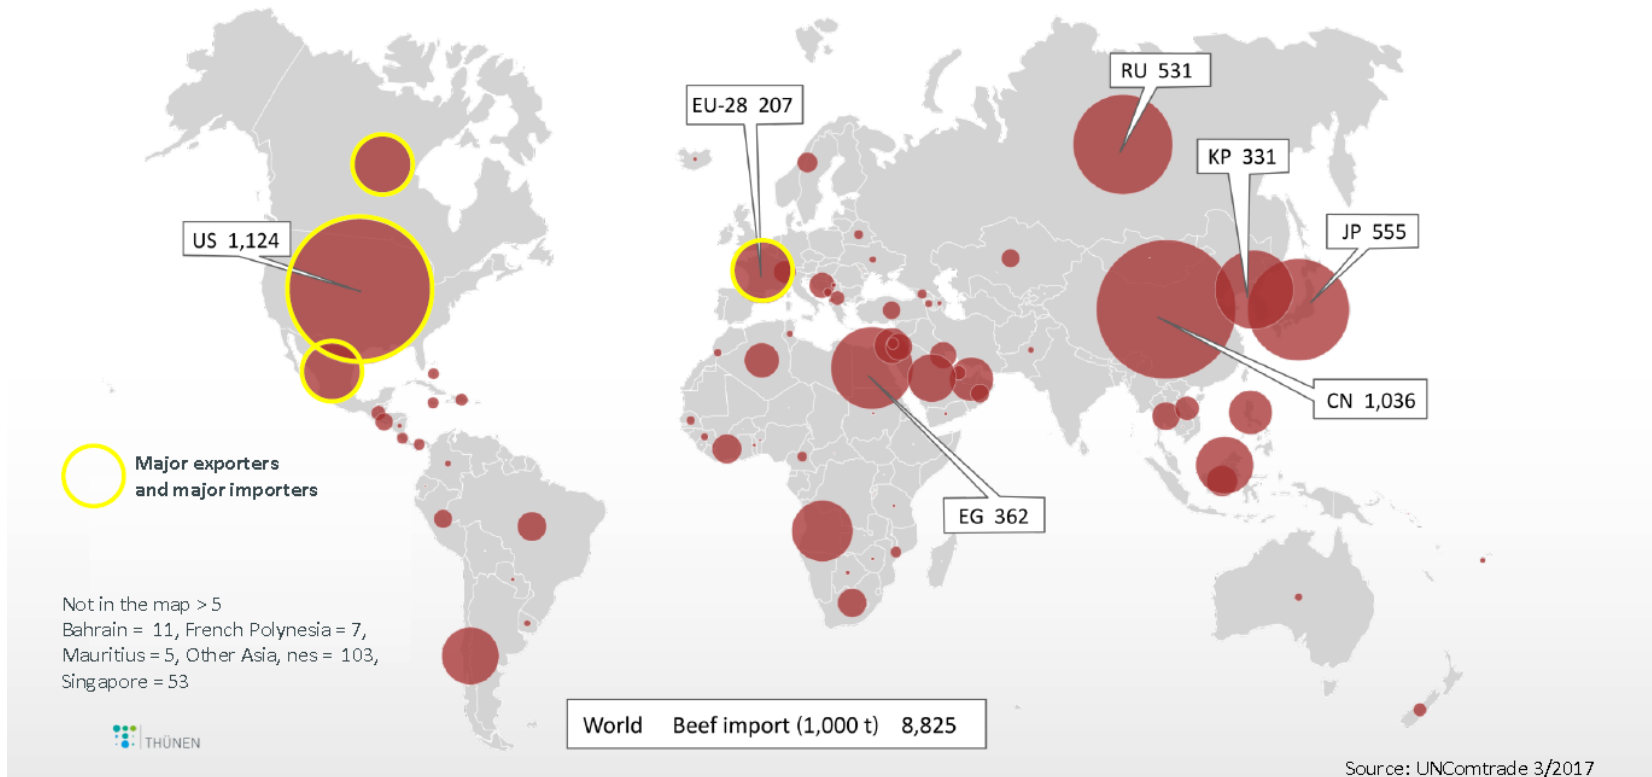 RU 531
EU-28 207
KP 331
US 1,124
JP 555
CN 1,036
Major exporters
and major importers
EG 362
Not in the map > 5
Bahrain = 11, French Polynesia = 7,
Mauritius = 5, Other Asia, nes = 103,
Singapore = 53
World Beef import (1,000 t) 8,825
THÜNEN
Source: UNComtrade 3/2017